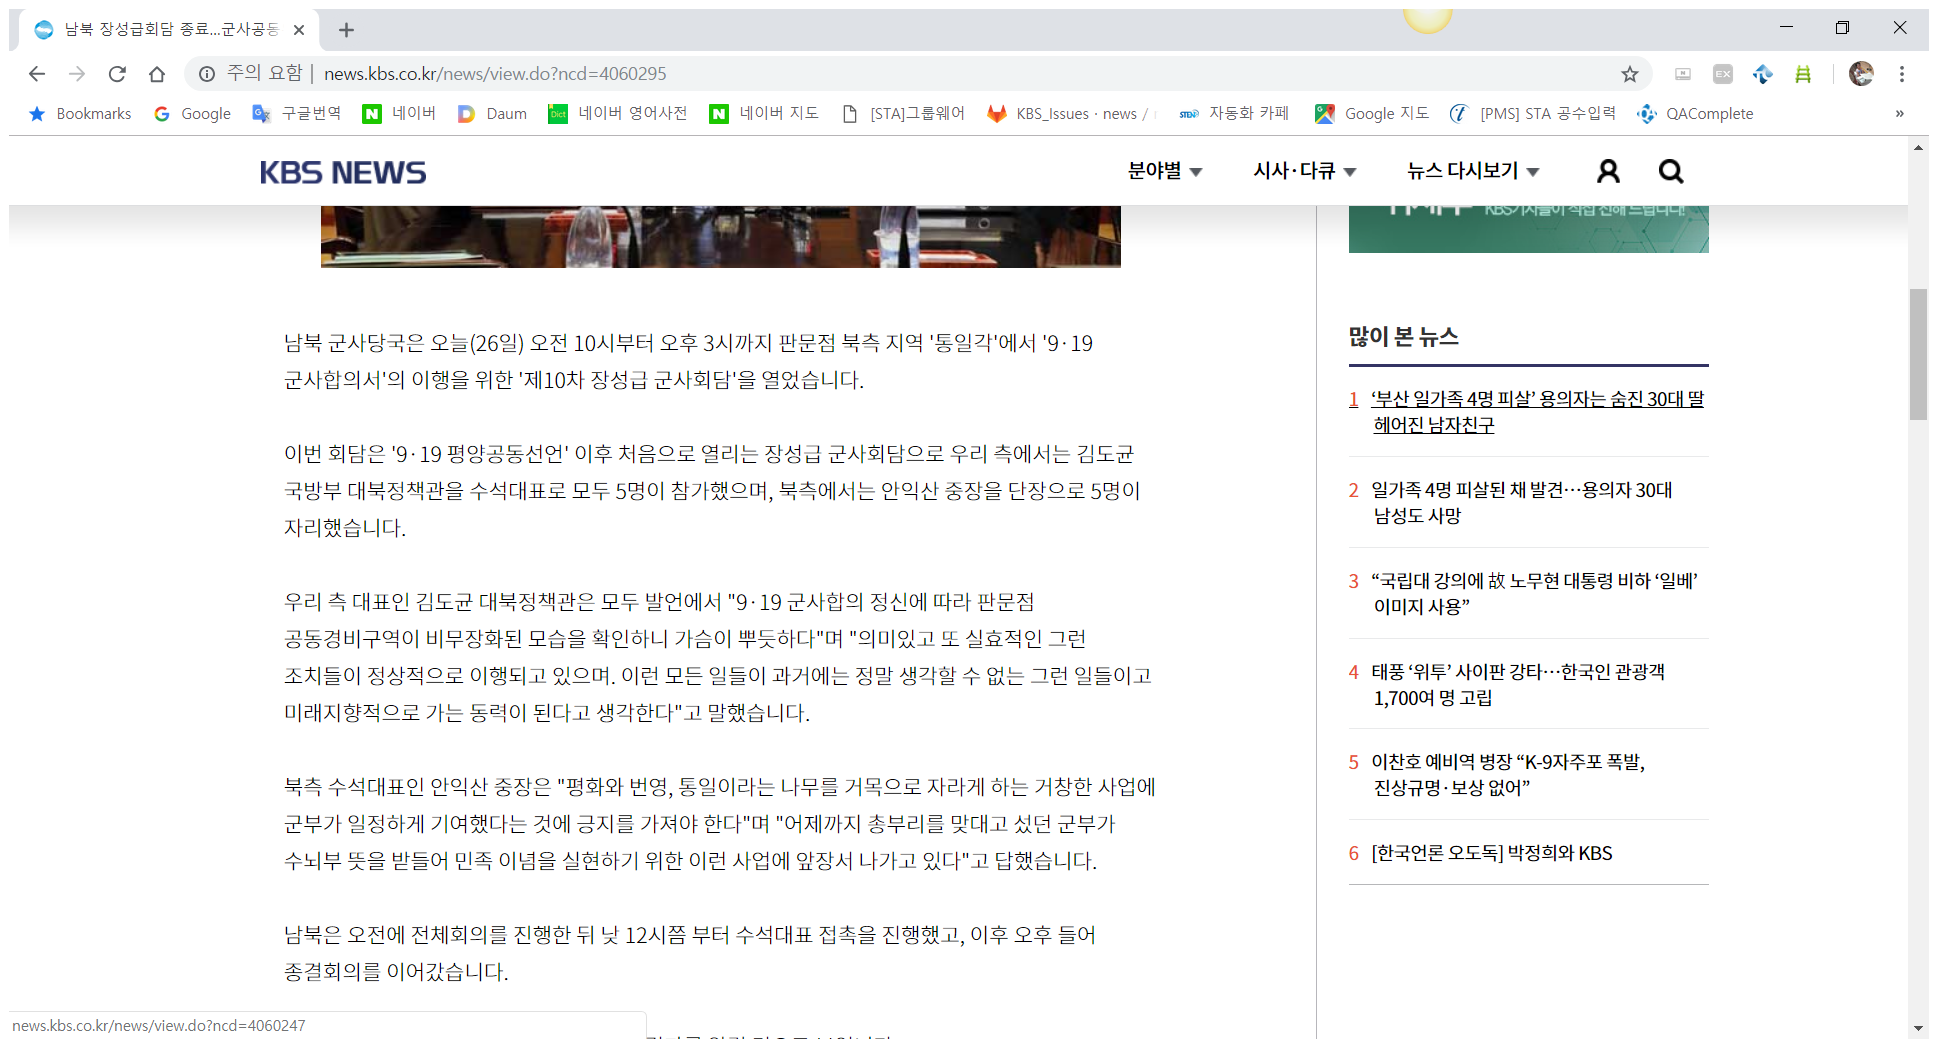 남북 장성급회담 종료...군사공동
주의 요함 | news.kbs.co.kr/news/view.do?ncd=4060295
Bookmarks Google 구글번역 네이버 Daum 네이버 영어사전 네이버 지도 [STA]그룹웨어 KBS_Issues · news / 자동화 카페 Google 지도 [PMS] STA 공수입력 QAComplete »
KBS NEWS 분야별 시사·다큐 뉴스 다시보기
KBS기자들이 직접 전해 드립니다!
남북 군사당국은 오늘(26일) 오전 10시부터 오후 3시까지 판문점 북측 지역 '통일각'에서 '9·19
군사합의서'의 이행을 위한 '제10차 장성급 군사회담'을 열었습니다.
이번 회담은 '9·19 평양공동선언' 이후 처음으로 열리는 장성급 군사회담으로 우리 측에서는 김도균
국방부 대북정책관을 수석대표로 모두 5명이 참가했으며, 북측에서는 안익산 중장을 단장으로 5명이
자리했습니다.
우리 측 대표인 김도균 대북정책관은 모두 발언에서 "9·19 군사합의 정신에 따라 판문점
공동경비구역이 비무장화된 모습을 확인하니 가슴이 뿌듯하다"며 "의미있고 또 실효적인 그런
조치들이 정상적으로 이행되고 있으며. 이런 모든 일들이 과거에는 정말 생각할 수 없는 그런 일들이고
미래지향적으로 가는 동력이 된다고 생각한다"고 말했습니다.
북측 수석대표인 안익산 중장은 "평화와 번영, 통일이라는 나무를 거목으로 자라게 하는 거창한 사업에
군부가 일정하게 기여했다는 것에 긍지를 가져야 한다"며 "어제까지 총부리를 맞대고 섰던 군부가
수뇌부 뜻을 받들어 민족 이념을 실현하기 위한 이런 사업에 앞장서 나가고 있다"고 답했습니다.
남북은 오전에 전체회의를 진행한 뒤 낮 12시쯤 부터 수석대표 접촉을 진행했고, 이후 오후 들어
종결회의를 이어갔습니다.
많이 본 뉴스
1 ‘부산 일가족 4명 피살’ 용의자는 숨진 30대 딸
헤어진 남자친구
2 일가족 4명 피살된 채 발견…용의자 30대
남성도 사망
3 “국립대 강의에 故 노무현 대통령 비하 ‘일베’
이미지 사용”
4 태풍 ‘위투’ 사이판 강타…한국인 관광객
1,700여 명 고립
5 이찬호 예비역 병장 “K-9자주포 폭발,
진상규명·보상 없어”
6 [한국언론 오도독] 박정희와 KBS
news.kbs.co.kr/news/view.do?ncd=4060247